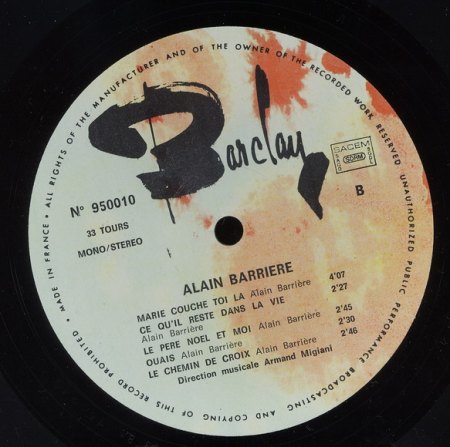 MADE IN FRANCE • ALL RIGHTS OF THE MANUFACTURER AND OF THE OWNER OF THE RECORDED WORK RESERVED. UNAUTHORIZED PUBLIC PERFORMANCE BROADCASTING AND COPYING OF THIS RECORD PROHIBITED •
Barclay
SACEM
SACD
SDRM
SGDL
N° 950010
B
33 TOURS
MONO/STEREO
ALAIN BARRIERE
MARIE COUCHE TOI LA Alain Barrière 4'07
CE QU'IL RESTE DANS LA VIE 2'27
Alain Barrière
LE PERE NOEL ET MOI Alain Barrière 2'45
OUAIS Alain Barrière 2'30
LE CHEMIN DE CROIX Alain Barrière 2'46
Direction musicale Armand Migiani